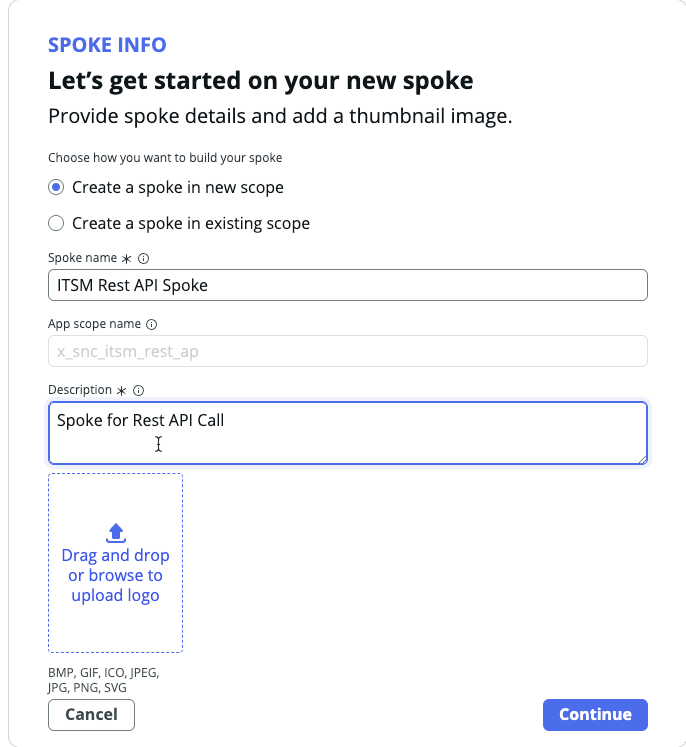 SPOKE INFO
Let's get started on your new spoke
Provide spoke details and add a thumbnail image.
Choose how you want to build your spoke
Create a spoke in new scope
Create a spoke in existing scope
Spoke name *
ITSM Rest API Spoke
App scope name
x_snc_itsm_rest_ap
Description *
Spoke for Rest API Call
Drag and drop
or browse to
upload logo
BMP, GIF, ICO, JPEG,
JPG, PNG, SVG
Cancel Continue